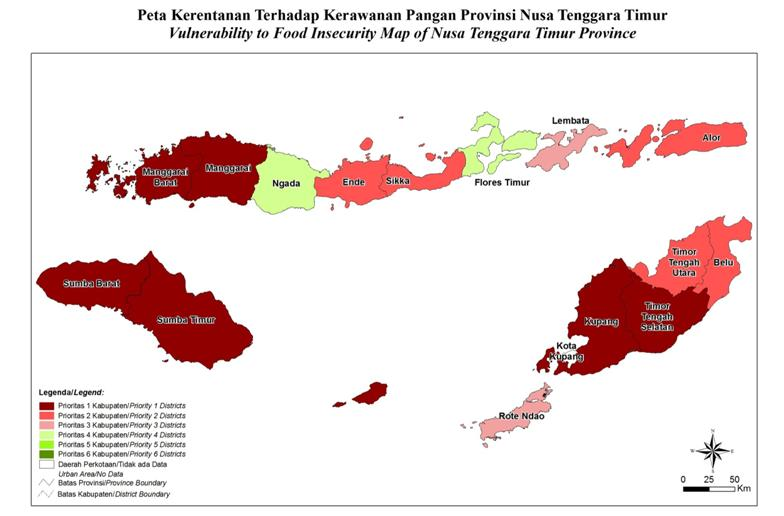 Peta Kerentanan Terhadap Kerawanan Pangan Provinsi Nusa Tenggara Timur
Vulnerability to Food Insecurity Map of Nusa Tenggara Timur Province
Lembata
Alor
Manggarai
Barat
Manggarai
Ngada
Ende
Sikka
Flores Timur
Timor
Tengah
Utara
Belu
Sumba Barat
Sumba Timur
Kupang
Timor
Tengah
Selatan
Kota
Kupang
Rote Ndao
Legenda/Legend:
Prioritas 1 Kabupaten/Priority 1 Districts
Prioritas 2 Kabupaten/Priority 2 Districts
Prioritas 3 Kabupaten/Priority 3 Districts
Prioritas 4 Kabupaten/Priority 4 Districts
Prioritas 5 Kabupaten/Priority 5 Districts
Prioritas 6 Kabupaten/Priority 6 Districts
Daerah Perkotaan/Tidak ada Data
Urban Area/No Data
Batas Provinsi/Province Boundary
Batas Kabupaten/District Boundary
N
W E
S
0 25 50
Km